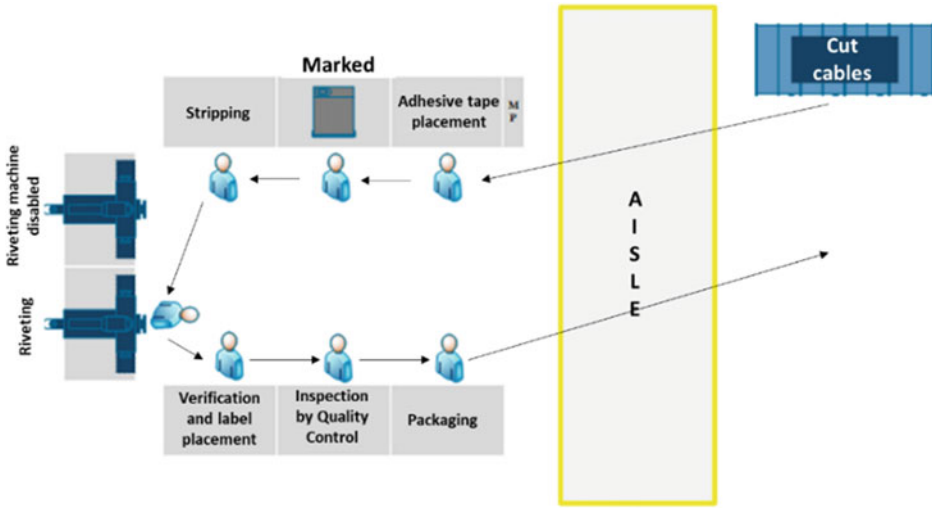 Cut
cables
Marked
Stripping
Adhesive tape
placement
M
P
Riveting machine
disabled
A
I
S
L
E
Riveting
Verification
and label
placement
Inspection
by Quality
Control
Packaging